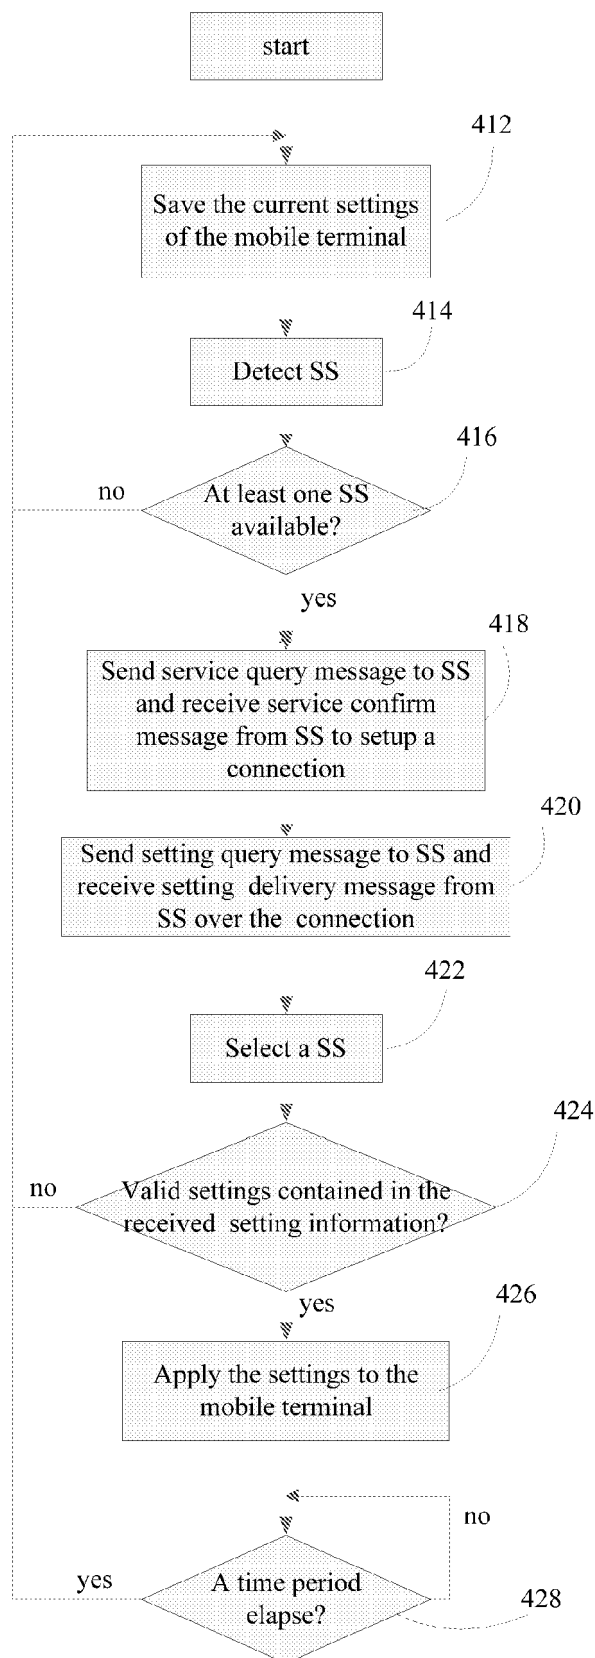 start
412
Save the current settings
of the mobile terminal
414
Detect SS
416
no
At least one SS
available?
yes
418
Send service query message to SS
and receive service confirm
message from SS to setup a
connection
420
Send setting query message to SS and
receive setting delivery message from
SS over the connection
422
Select a SS
424
no
Valid settings contained in the
received setting information?
yes
426
Apply the settings to the
mobile terminal
no
yes
A time period
elapse?
428